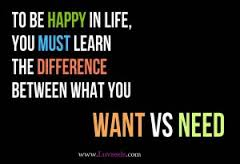 TO BE HAPPY IN LIFE,
YOU MUST LEARN
THE DIFFERENCE
BETWEEN WHAT YOU
WANT VS NEED